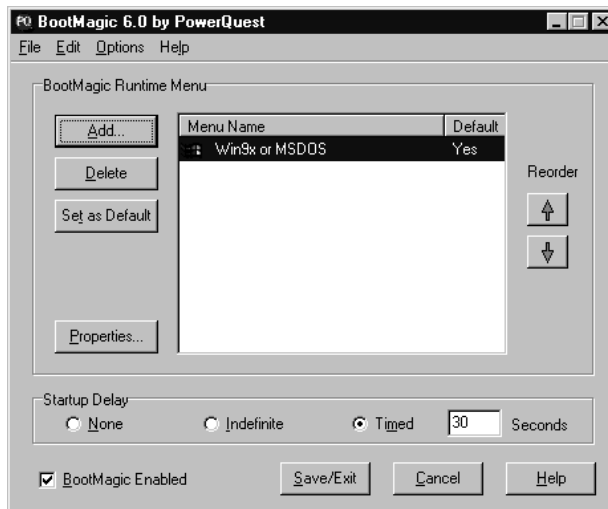 PQ BootMagic 6.0 by PowerQuest
File Edit Options Help
BootMagic Runtime Menu
Add...
Menu Name Default
Win9x or MSDOS Yes
Delete
Reorder
Set as Default
Properties...
Startup Delay
None Indefinite Timed 30 Seconds
BootMagic Enabled Save/Exit Cancel Help